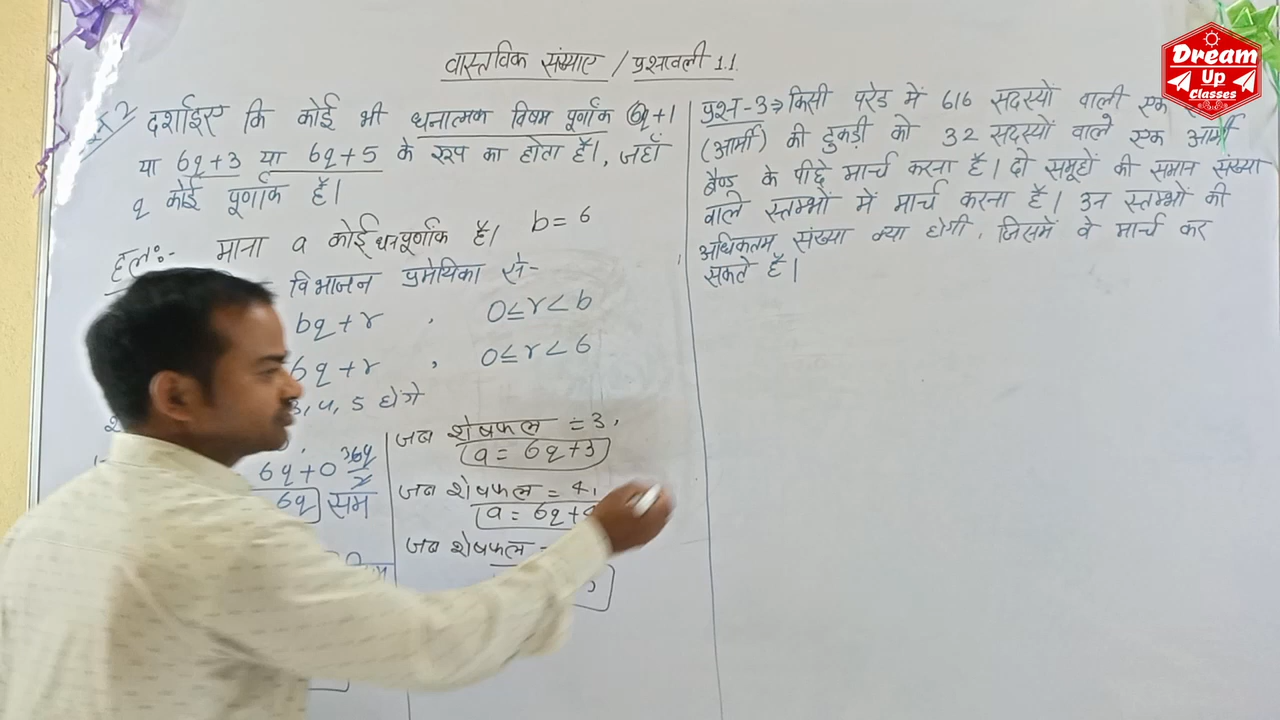 वास्तविक संख्याएँ / प्रश्नावली 1.1
Dream
Up
Classes
2
दर्शाइए कि कोई भी धनात्मक विषम पूर्णांक 6q+1
या 6q+3 या 6q+5 के रूप का होता है।, जहाँ
q कोई पूर्णांक है।
हलः- माना a कोई धनपूर्णांक है। b = 6
विभाजन प्रमेयिका से-
bq+r , 0≤r<b
6q+r , 0≤r<6
3, 4, 5 होंगे
6q+0
6q सम
जब शेषफल = 3,
a = 6q+3
जब शेषफल = 4,
a = 6q+
जब शेषफल =
प्रश्न-3⇒ किसी परेड में 616 सदस्यों वाली एक
(आर्मी) की टुकड़ी को 32 सदस्यों वाले एक आर्मी
बैण्ड के पीछे मार्च करना है। दो समूहों की समान संख्या
वाले स्तम्भों में मार्च करना है। उन स्तम्भों की
अधिकतम संख्या क्या होगी, जिसमें वे मार्च कर
सकते है।